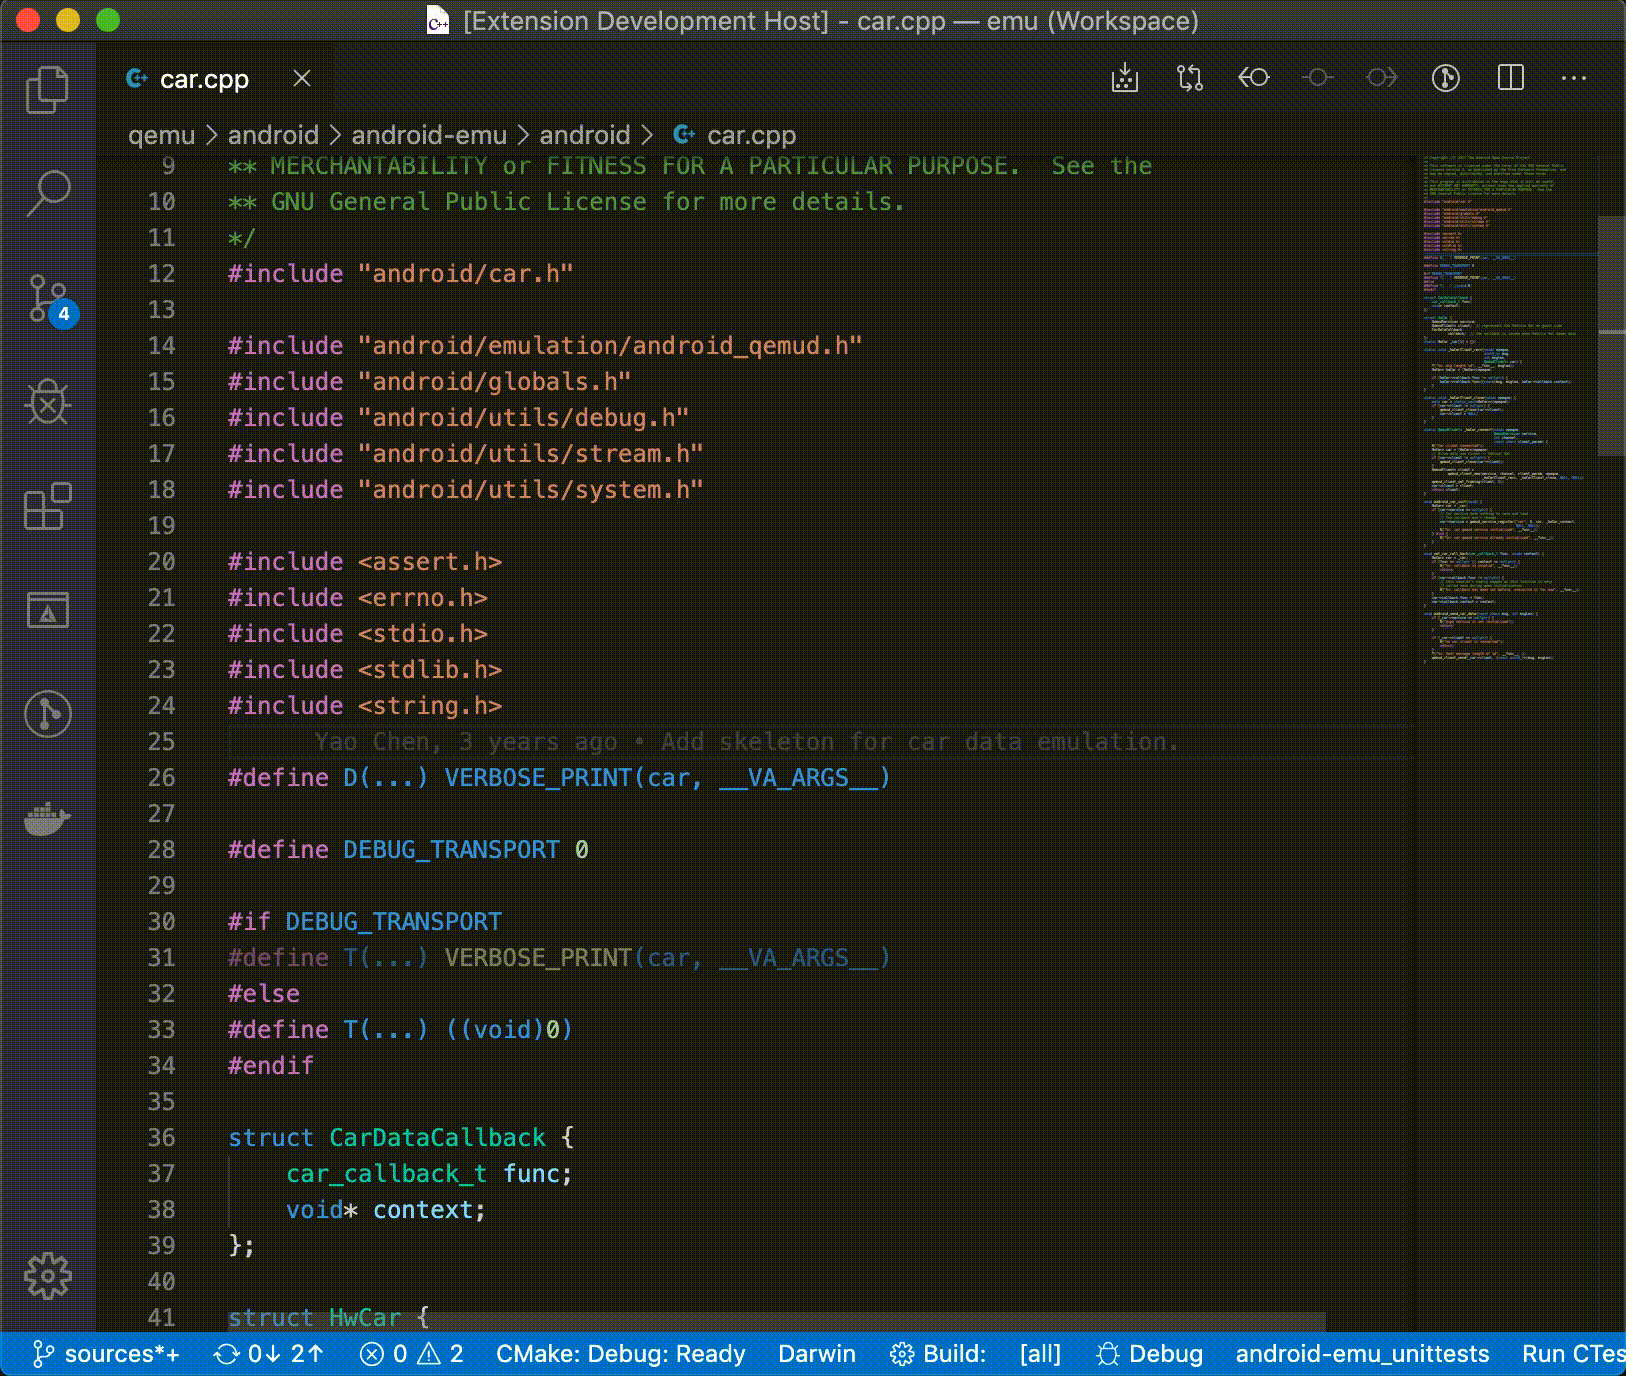 [Extension Development Host] - car.cpp — emu (Workspace)
car.cpp
qemu > android > android-emu > android > car.cpp
9 ** MERCHANTABILITY or FITNESS FOR A PARTICULAR PURPOSE.  See the
10 ** GNU General Public License for more details.
11 */
12 #include "android/car.h"
13
14 #include "android/emulation/android_qemud.h"
15 #include "android/globals.h"
16 #include "android/utils/debug.h"
17 #include "android/utils/stream.h"
18 #include "android/utils/system.h"
19
20 #include <assert.h>
21 #include <errno.h>
22 #include <stdio.h>
23 #include <stdlib.h>
24 #include <string.h>
25 Yao Chen, 3 years ago • Add skeleton for car data emulation.
26 #define D(...) VERBOSE_PRINT(car, __VA_ARGS__)
27
28 #define DEBUG_TRANSPORT 0
29
30 #if DEBUG_TRANSPORT
31 #define T(...) VERBOSE_PRINT(car, __VA_ARGS__)
32 #else
33 #define T(...) ((void)0)
34 #endif
35
36 struct CarDataCallback {
37     car_callback_t func;
38     void* context;
39 };
40
41 struct HwCar {
4
sources*+ 0↓ 2↑ 0 2 CMake: Debug: Ready Darwin Build: [all] Debug android-emu_unittests Run CTes